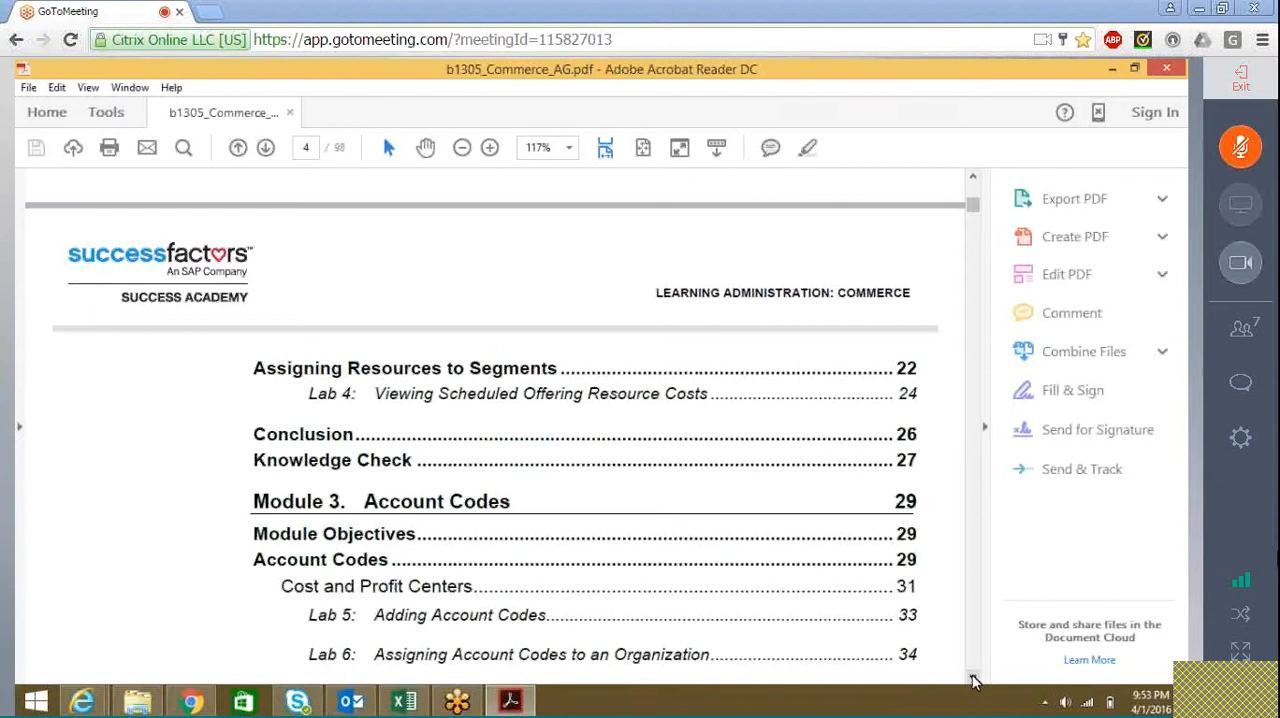 GoToMeeting
Citrix Online LLC [US] https://app.gotomeeting.com/?meetingId=115827013
ABP
G
b1305_Commerce_AG.pdf - Adobe Acrobat Reader DC
Exit
File Edit View Window Help
Home Tools b1305_Commerce_... × Sign In
4 / 98 117%
successfactors™
An SAP Company
SUCCESS ACADEMY
LEARNING ADMINISTRATION: COMMERCE
Assigning Resources to Segments 22
Lab 4: Viewing Scheduled Offering Resource Costs 24
Conclusion 26
Knowledge Check 27
Module 3. Account Codes 29
Module Objectives 29
Account Codes 29
Cost and Profit Centers 31
Lab 5: Adding Account Codes 33
Lab 6: Assigning Account Codes to an Organization 34
Export PDF
Create PDF
Edit PDF
Comment
Combine Files
Fill & Sign
Send for Signature
Send & Track
Store and share files in the
Document Cloud
Learn More
7
9:53 PM
4/1/2016